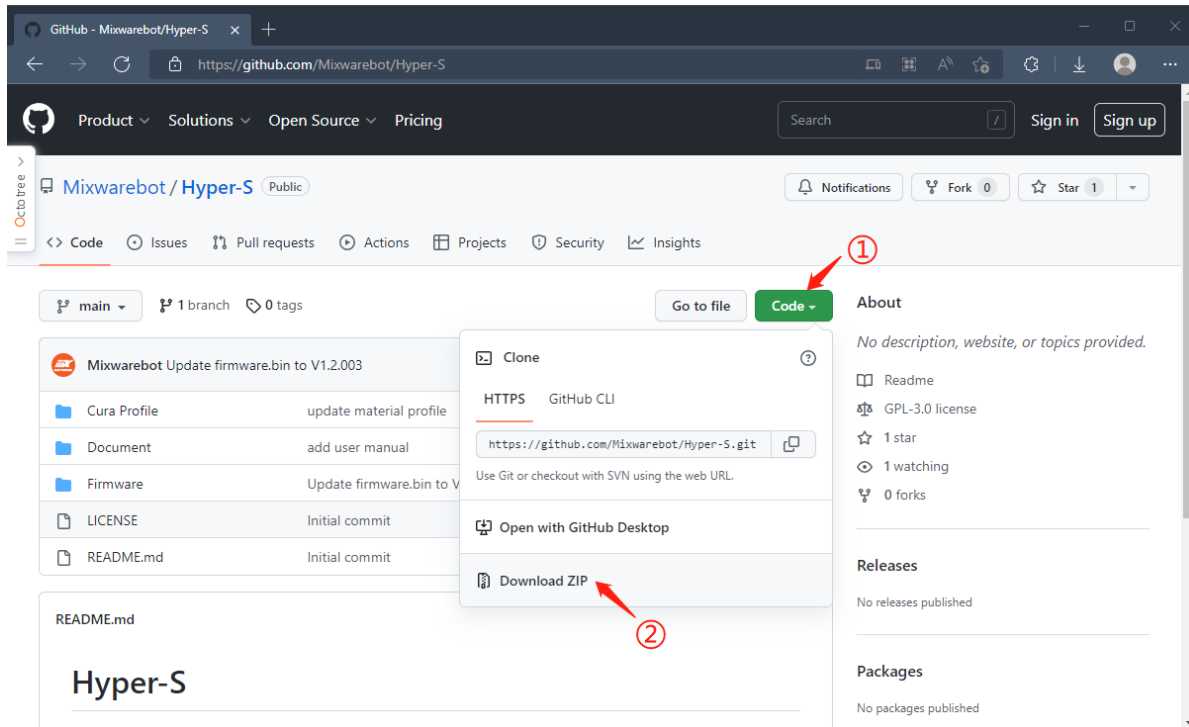 GitHub - Mixwarebot/Hyper-S
https://github.com/Mixwarebot/Hyper-S
Product Solutions Open Source Pricing Search / Sign in Sign up
Octotree
Mixwarebot / Hyper-S Public Notifications Fork 0 Star 1
Code Issues Pull requests Actions Projects Security Insights
①
main 1 branch 0 tags Go to file Code
Mixwarebot Update firmware.bin to V1.2.003
Cura Profile update material profile
Document add user manual
Firmware Update firmware.bin to V
LICENSE Initial commit
README.md Initial commit
Clone
HTTPS GitHub CLI
https://github.com/Mixwarebot/Hyper-S.git
Use Git or checkout with SVN using the web URL.
Open with GitHub Desktop
Download ZIP
②
README.md
Hyper-S
About
No description, website, or topics provided.
Readme
GPL-3.0 license
1 star
1 watching
0 forks
Releases
No releases published
Packages
No packages published